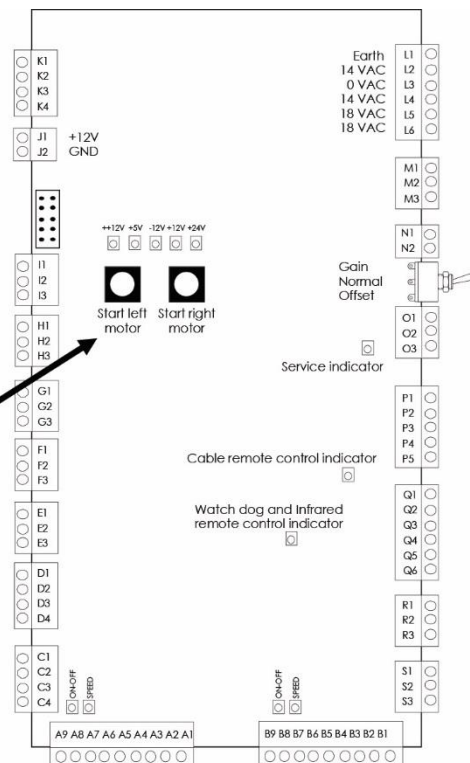 K1
K2
K3
K4
J1 +12V
J2 GND
I1
I2
I3
H1
H2
H3
G1
G2
G3
F1
F2
F3
E1
E2
E3
D1
D2
D3
D4
C1
C2
C3
C4
++12V +5V -12V +12V +24V
Start left
motor
Start right
motor
Earth L1
14 VAC L2
0 VAC L3
14 VAC L4
18 VAC L5
18 VAC L6
M1
M2
M3
N1
N2
Gain
Normal
Offset
O1
O2
O3
Service indicator
P1
P2
P3
P4
P5
Cable remote control indicator
Q1
Q2
Q3
Q4
Q5
Q6
Watch dog and Infrared
remote control indicator
R1
R2
R3
S1
S2
S3
ON-OFF
SPEED
ON-OFF
SPEED
A9 A8 A7 A6 A5 A4 A3 A2 A1
B9 B8 B7 B6 B5 B4 B3 B2 B1